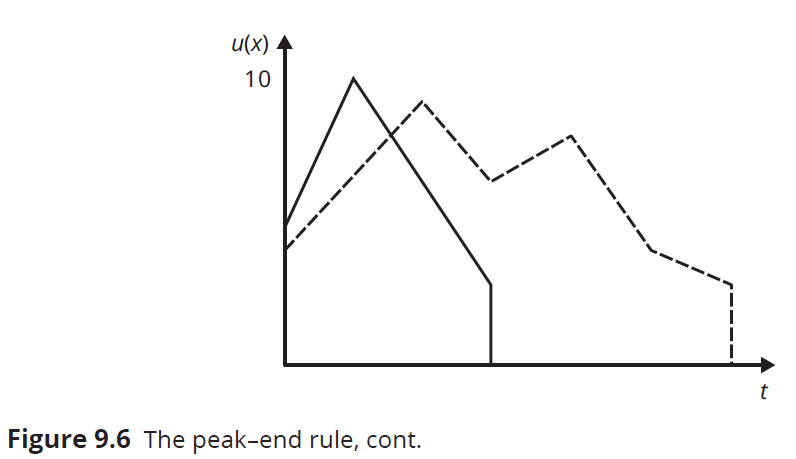 u(x)
10
t
Figure 9.6 The peak–end rule, cont.